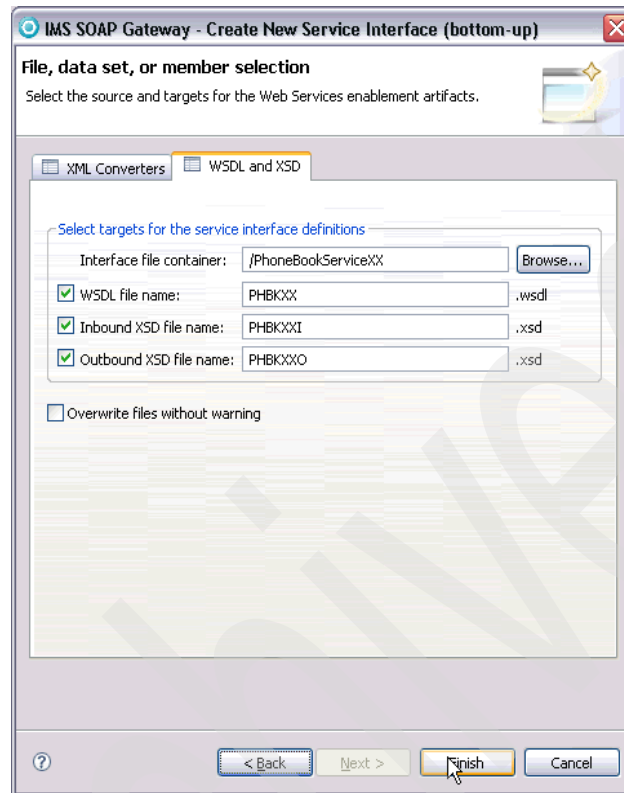 IMS SOAP Gateway - Create New Service Interface (bottom-up)
File, data set, or member selection
Select the source and targets for the Web Services enablement artifacts.
XML Converters WSDL and XSD
Select targets for the service interface definitions
Interface file container: /PhoneBookServiceXX Browse...
WSDL file name: PHBKXX .wsdl
Inbound XSD file name: PHBKXXI .xsd
Outbound XSD file name: PHBKXXO .xsd
Overwrite files without warning
? < Back Next > Finish Cancel